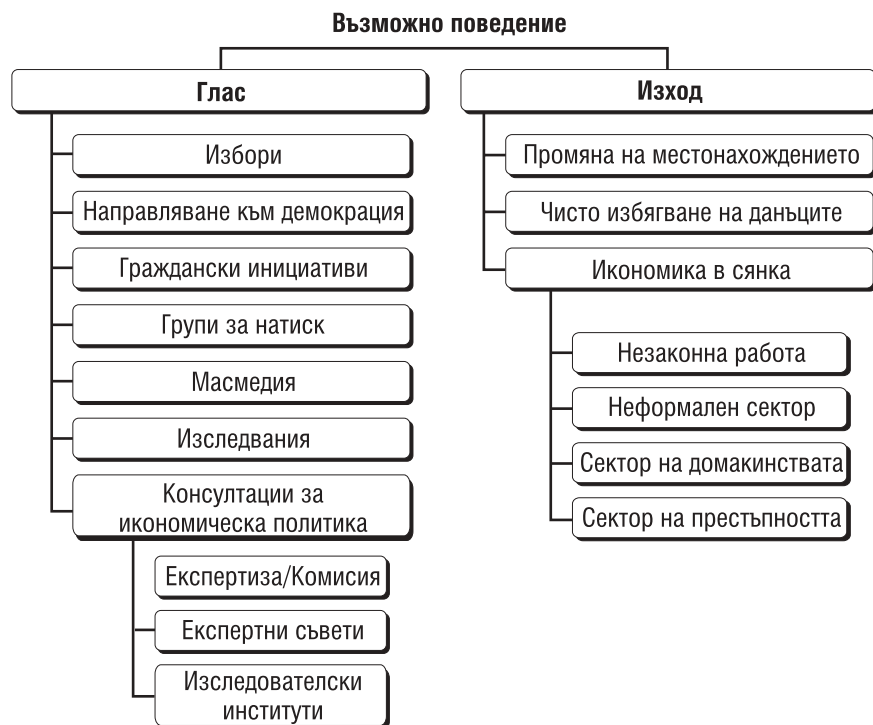 Възможно поведение
Глас
Избори
Направляване към демокрация
Граждански инициативи
Групи за натиск
Масмедия
Изследвания
Консултации за
икономическа политика
Експертиза/Комисия
Експертни съвети
Изследователски
институти
Изход
Промяна на местонахождението
Чисто избягване на данъците
Икономика в сянка
Незаконна работа
Неформален сектор
Сектор на домакинствата
Сектор на престъпността